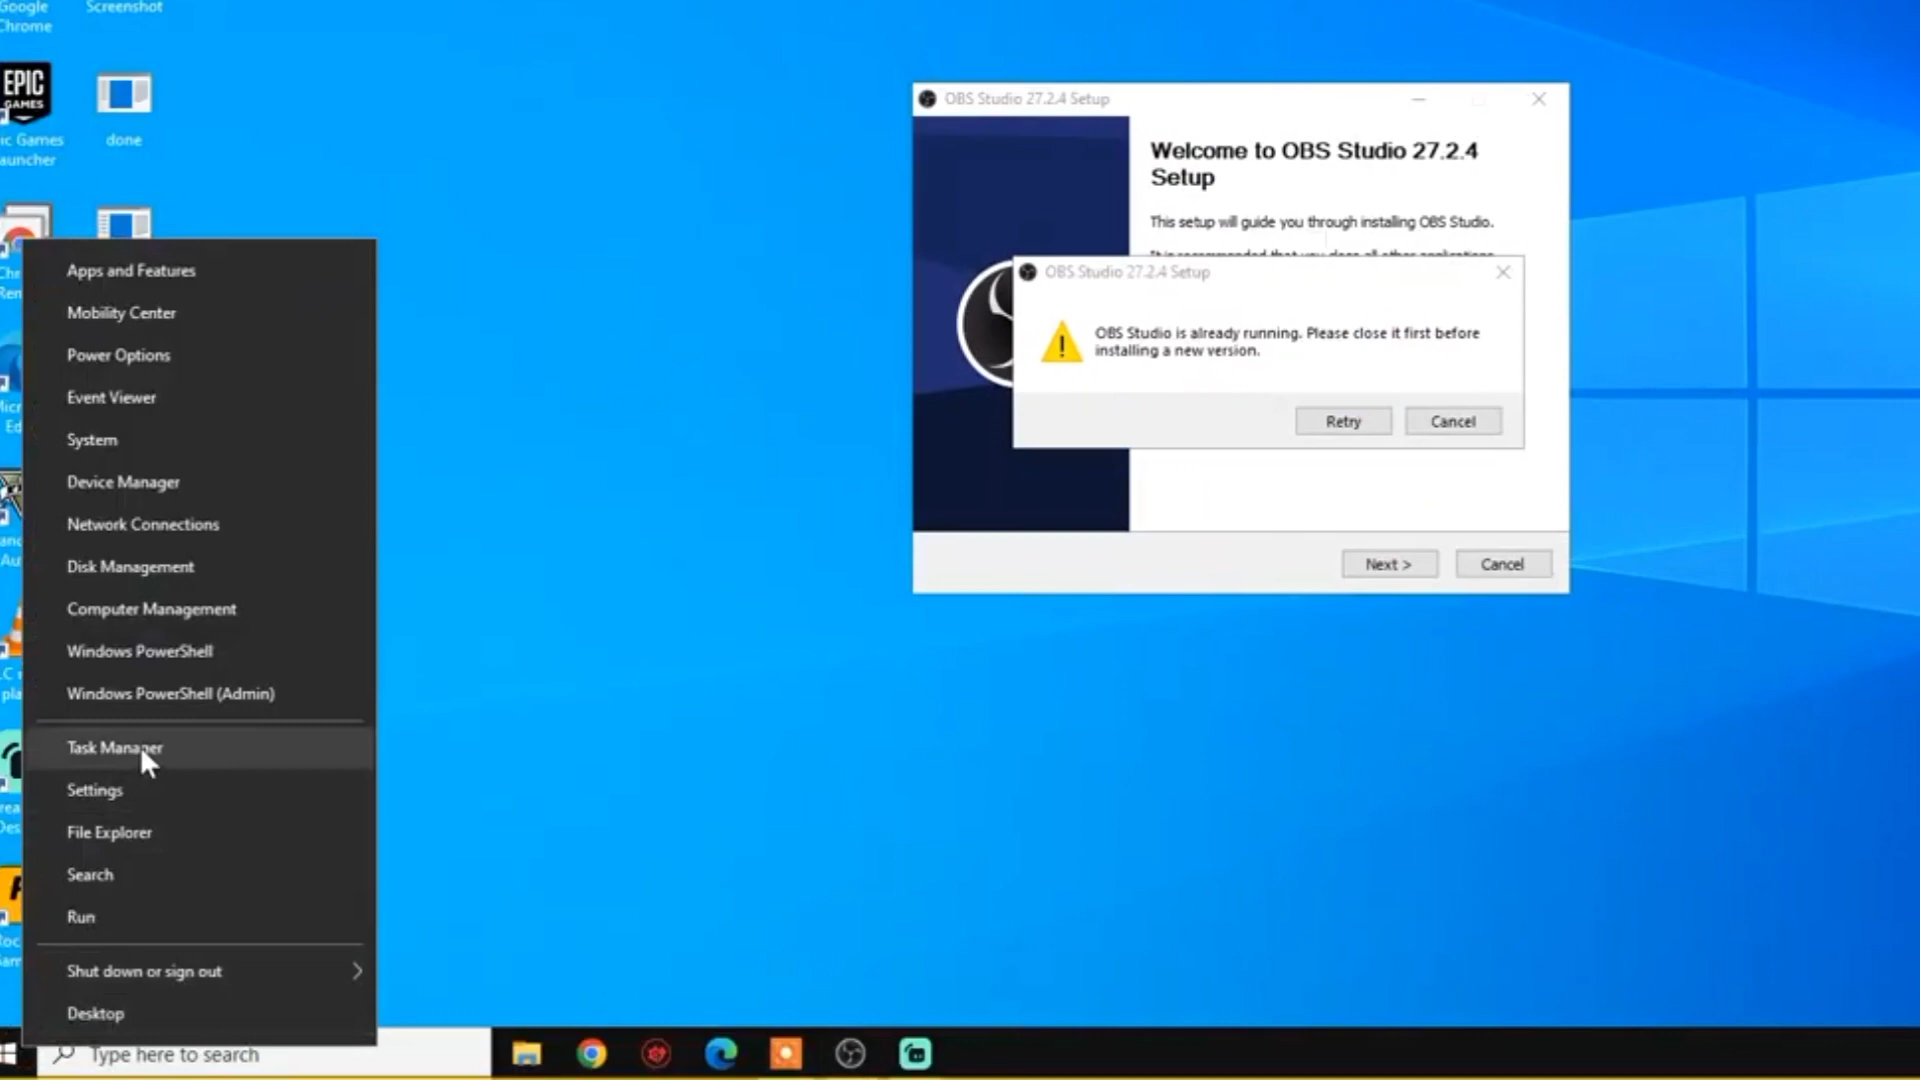 Google
Chrome
Screenshot
EPIC
GAMES
ic Games
auncher
done
OBS Studio 27.2.4 Setup
Welcome to OBS Studio 27.2.4
Setup
This setup will guide you through installing OBS Studio.
OBS Studio 27.2.4 Setup
OBS Studio is already running. Please close it first before
installing a new version.
Retry
Cancel
Next >
Cancel
Apps and Features
Mobility Center
Power Options
Event Viewer
System
Device Manager
Network Connections
Disk Management
Computer Management
Windows PowerShell
Windows PowerShell (Admin)
Task Manager
Settings
File Explorer
Search
Run
Shut down or sign out
Desktop
Type here to search